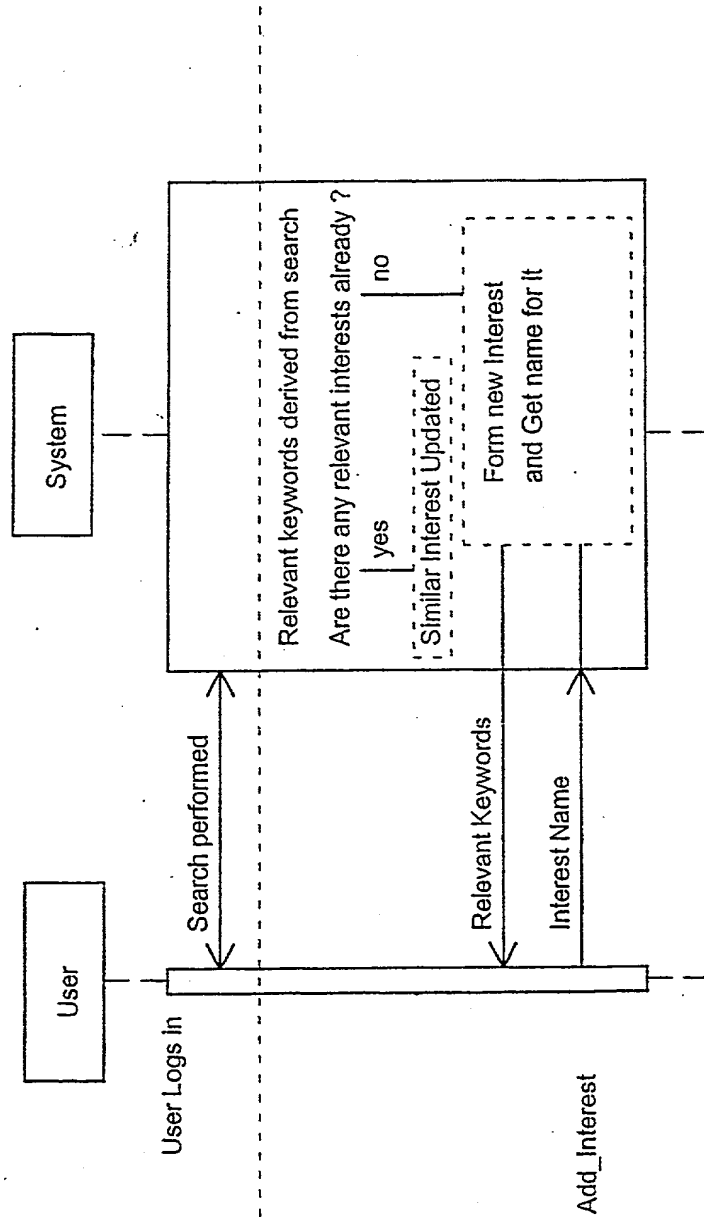 User
System
User Logs In
Search performed
Relevant keywords derived from search
Are there any relevant interests already ?
yes
no
Similar Interest Updated
Form new Interest
and Get name for It
Relevant Keywords
Interest Name
Add_Interest